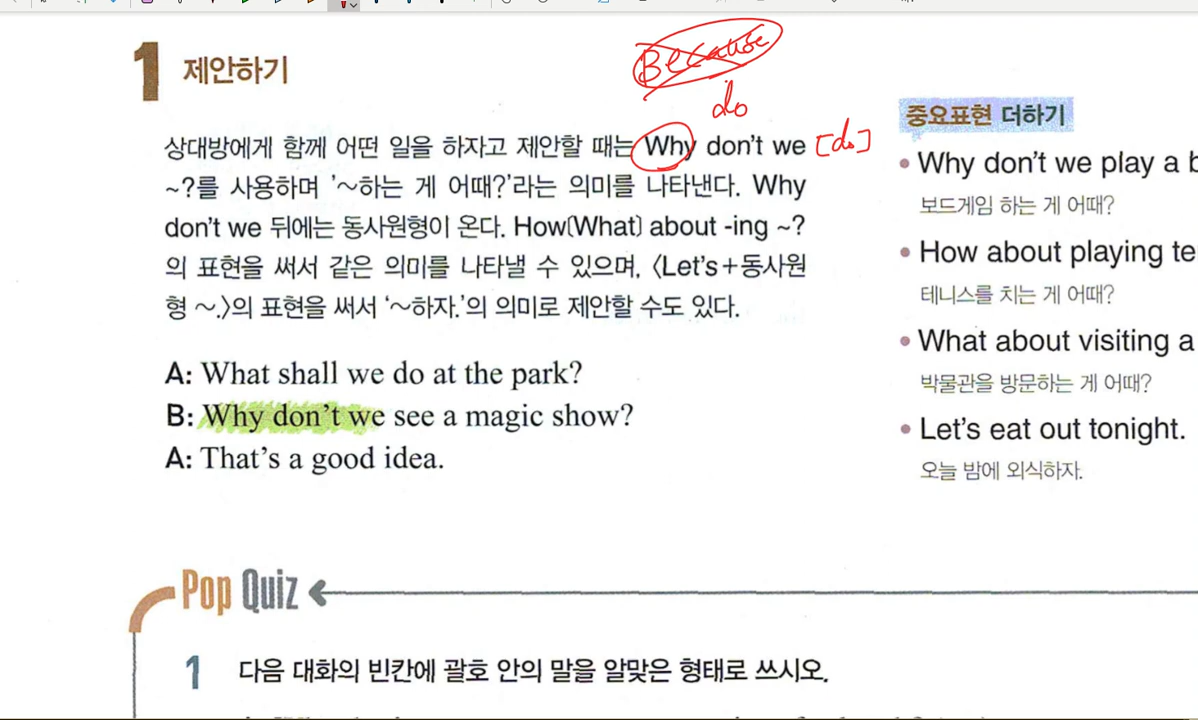 Because
1 제안하기
do
중요표현 더하기
상대방에게 함께 어떤 일을 하자고 제안할 때는 Why don't we [do]
~?를 사용하며 '~하는 게 어때?'라는 의미를 나타낸다. Why
don't we 뒤에는 동사원형이 온다. How(What) about -ing ~?
의 표현을 써서 같은 의미를 나타낼 수 있으며, 〈Let's+동사원
형 ~.〉의 표현을 써서 '~하자.'의 의미로 제안할 수도 있다.
A: What shall we do at the park?
B: Why don't we see a magic show?
A: That's a good idea.
• Why don't we play a
보드게임 하는 게 어때?
• How about playing
테니스를 치는 게 어때?
• What about visiting a
박물관을 방문하는 게 어때?
• Let's eat out tonight.
오늘 밤에 외식하자.
Pop Quiz
1 다음 대화의 빈칸에 괄호 안의 말을 알맞은 형태로 쓰시오.